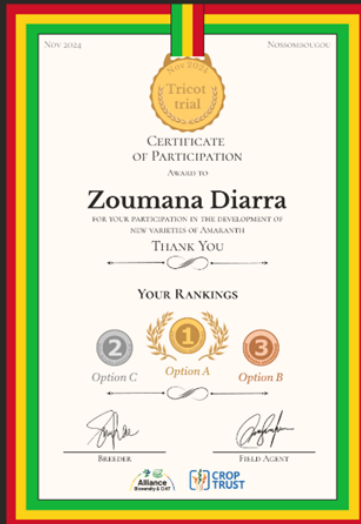 Nov 2024
Nossombougou
Nov 2024
Tricot
trial
Certificate
of Participation
Award to
Zoumana Diarra
for your participation in the development of
new varieties of Amaranth
Thank You
Your Rankings
2
1
3
Option C
Option A
Option B
Breeder
Field Agent
Alliance
Bioversity & CIAT
CROP
TRUST